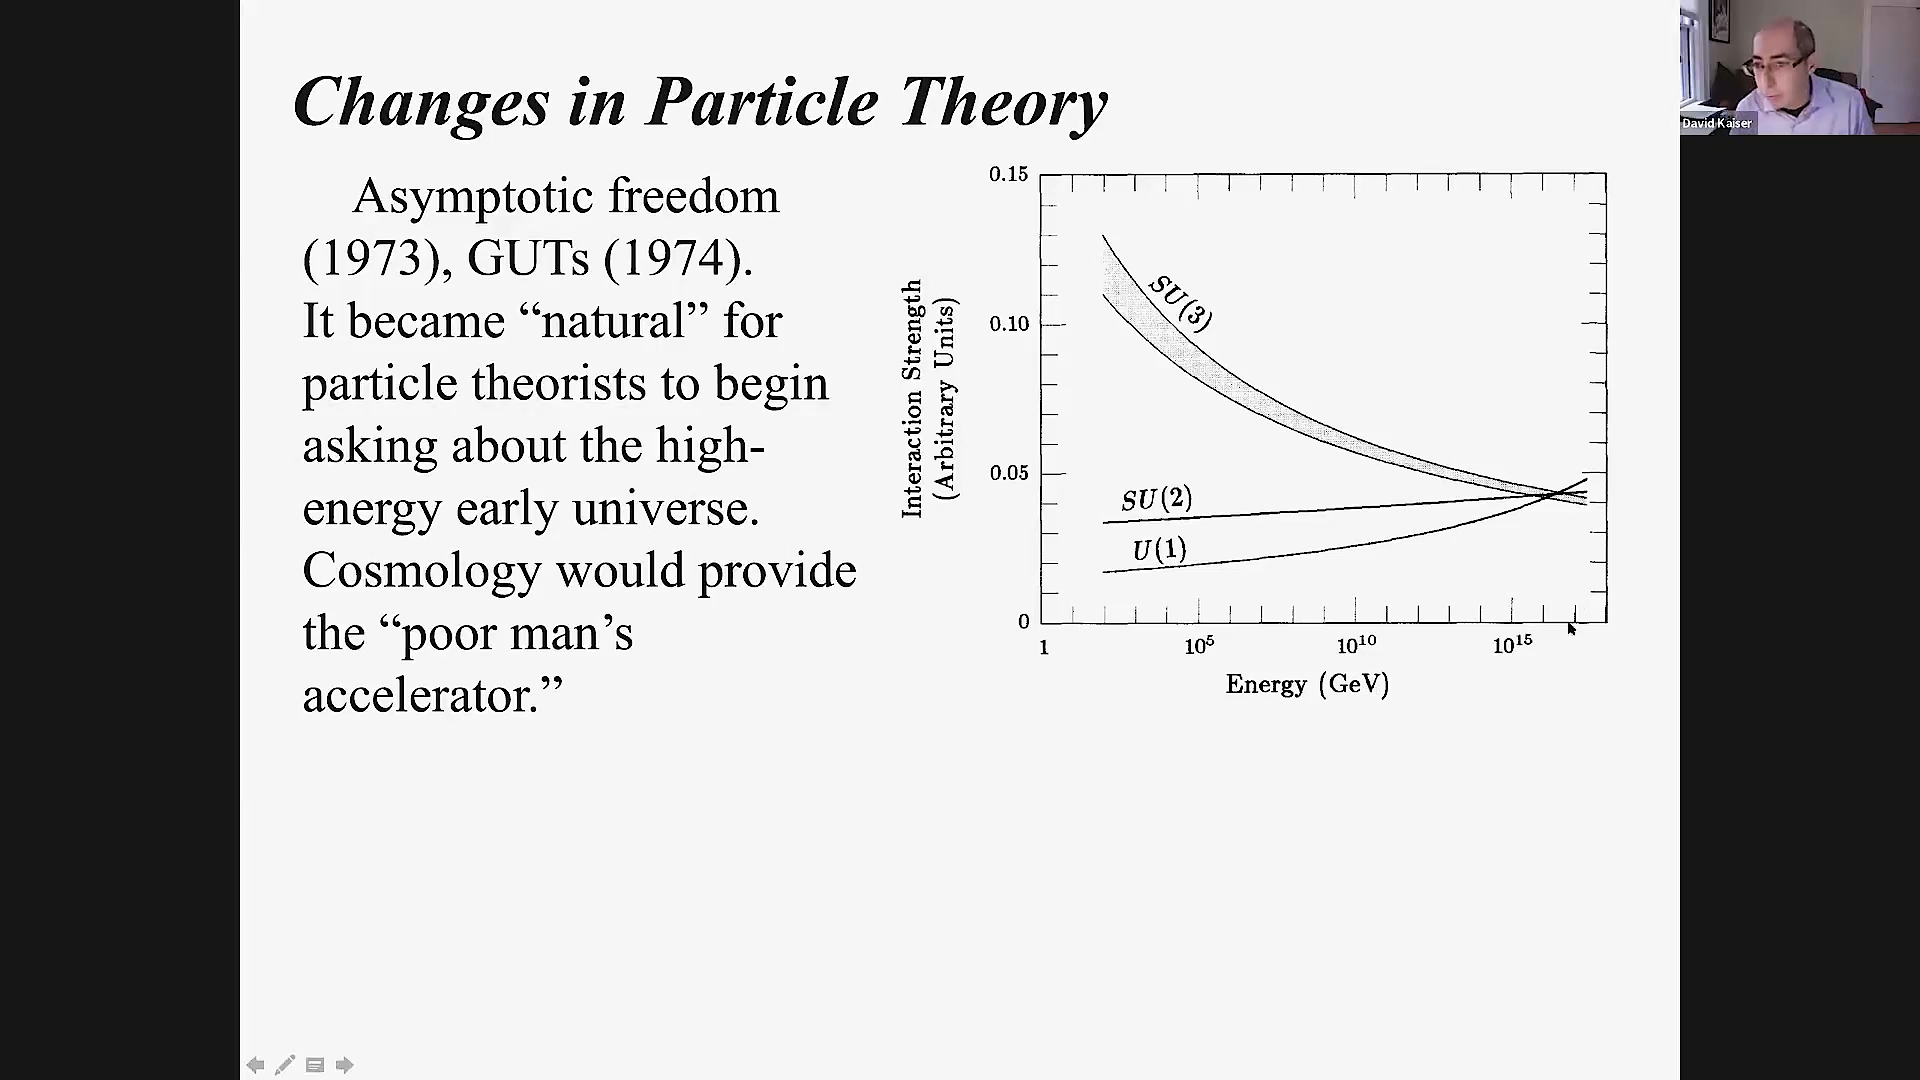 Changes in Particle Theory
Asymptotic freedom
(1973), GUTs (1974).
It became “natural” for
particle theorists to begin
asking about the high-
energy early universe.
Cosmology would provide
the “poor man’s
accelerator.”
Interaction Strength
(Arbitrary Units)
0.15
0.10
0.05
0
SU(3)
SU(2)
U(1)
1
10⁵
10¹⁰
10¹⁵
Energy (GeV)
David Kaiser